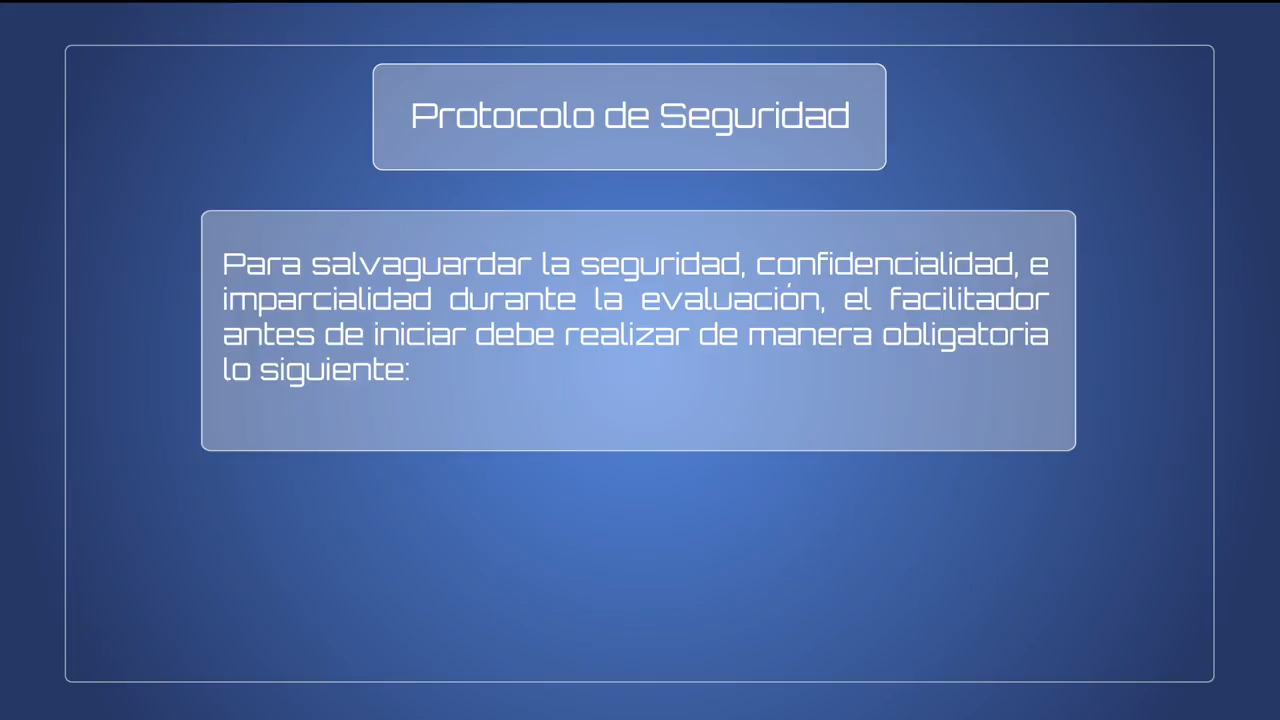 Protocolo de Seguridad
Para salvaguardar la seguridad, confidencialidad, e
imparcialidad durante la evaluación, el facilitador
antes de iniciar debe realizar de manera obligatoria
lo siguiente: